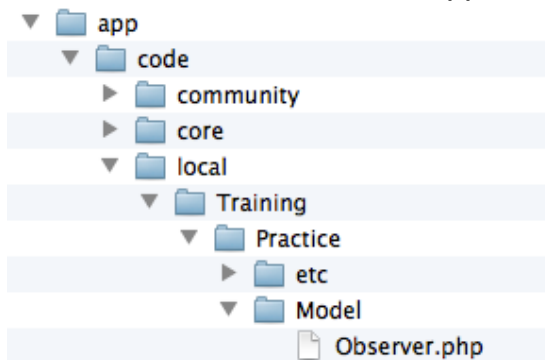 app
code
community
core
local
Training
Practice
etc
Model
Observer.php